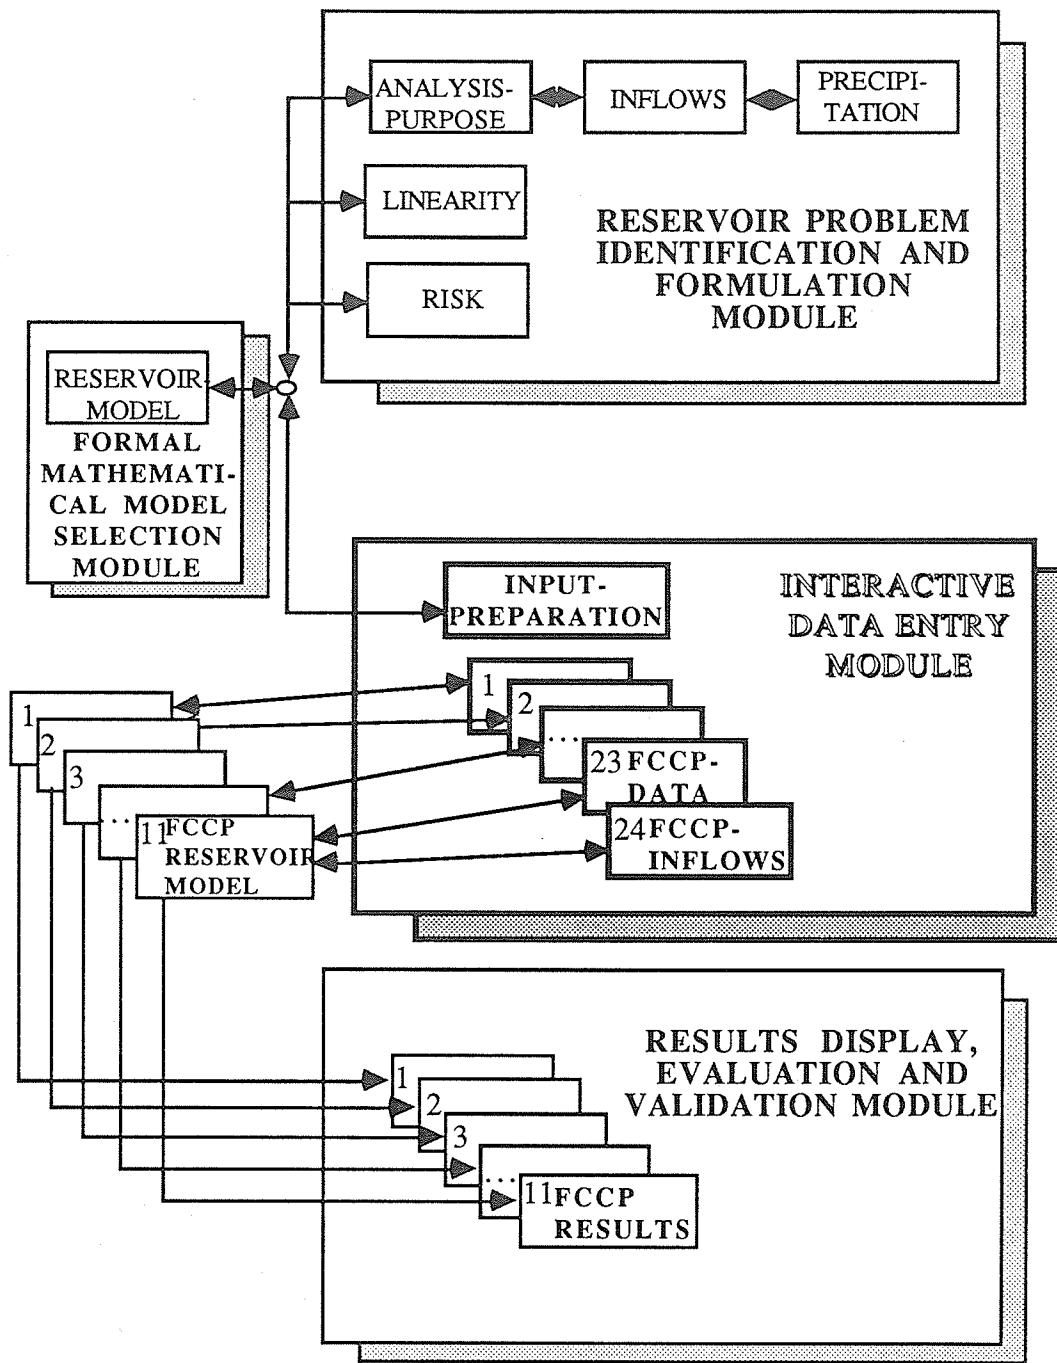 ANALYSIS-
PURPOSE
INFLOWS
PRECIPI-
TATION
LINEARITY
RISK
RESERVOIR PROBLEM
IDENTIFICATION AND
FORMULATION
MODULE
RESERVOIR-
MODEL
FORMAL
MATHEMATI-
CAL MODEL
SELECTION
MODULE
INPUT-
PREPARATION
INTERACTIVE
DATA ENTRY
MODULE
1
2
...
23 FCCP-
DATA
24 FCCP-
INFLOWS
1
2
3
...
11 FCCP
RESERVOIR
MODEL
RESULTS DISPLAY,
EVALUATION AND
VALIDATION MODULE
1
2
3
...
11 FCCP
RESULTS